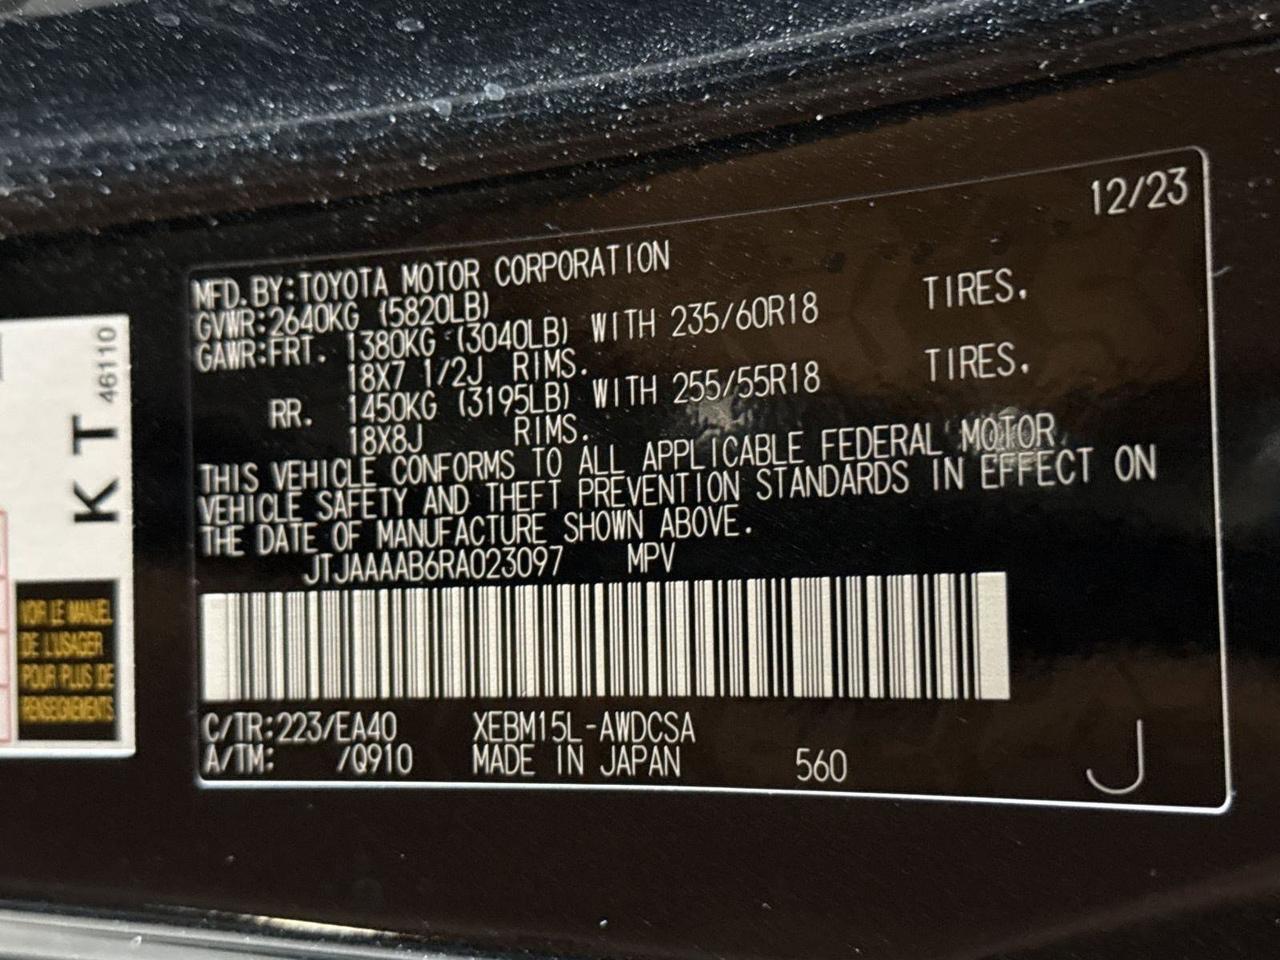 12/23
MFD.BY:TOYOTA MOTOR CORPORATION
GVWR:2640KG (5820LB)
GAWR:FRT. 1380KG (3040LB) WITH 235/60R18 TIRES.
18X7 1/2J RIMS.
RR. 1450KG (3195LB) WITH 255/55R18 TIRES.
18X8J RIMS.
THIS VEHICLE CONFORMS TO ALL APPLICABLE FEDERAL MOTOR
VEHICLE SAFETY AND THEFT PREVENTION STANDARDS IN EFFECT ON
THE DATE OF MANUFACTURE SHOWN ABOVE.
JTJAAAAB6RA023097 MPV
C/TR:223/EA40 XEBM15L-AWDCSA
A/TM: /Q910 MADE IN JAPAN 560
J
KT 46110
VOIR LE MANUEL
DE L'USAGER
POUR PLUS DE
RENSEIGNEMENTS